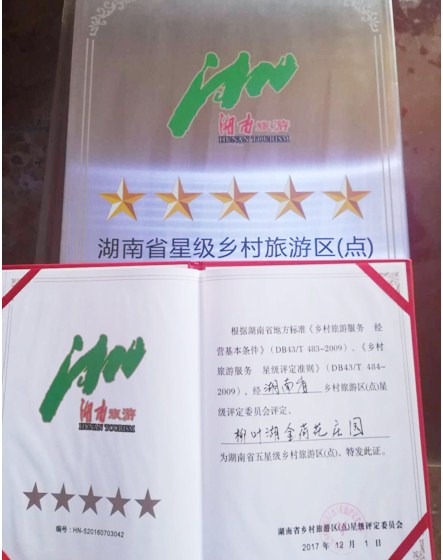 湖南旅游
HUNAN TOURISM
湖南省星级乡村旅游区(点)
湖南旅游
HUNAN TOURISM
编号: HN-520160703042
根据湖南省地方标准《乡村旅游服务 经
营基本条件》(DB43/T 483-2009)、《乡村
旅游服务 星级评定准则》(DB43/T 484-
2009)，经 湖南省 乡村旅游区(点)星
级评定委员会评定，
柳叶湖金荷花庄园
为湖南省五星级乡村旅游区(点)，特发此证。
湖南省乡村旅游区(点)星级评定委员会
2017 年 12 月 1 日